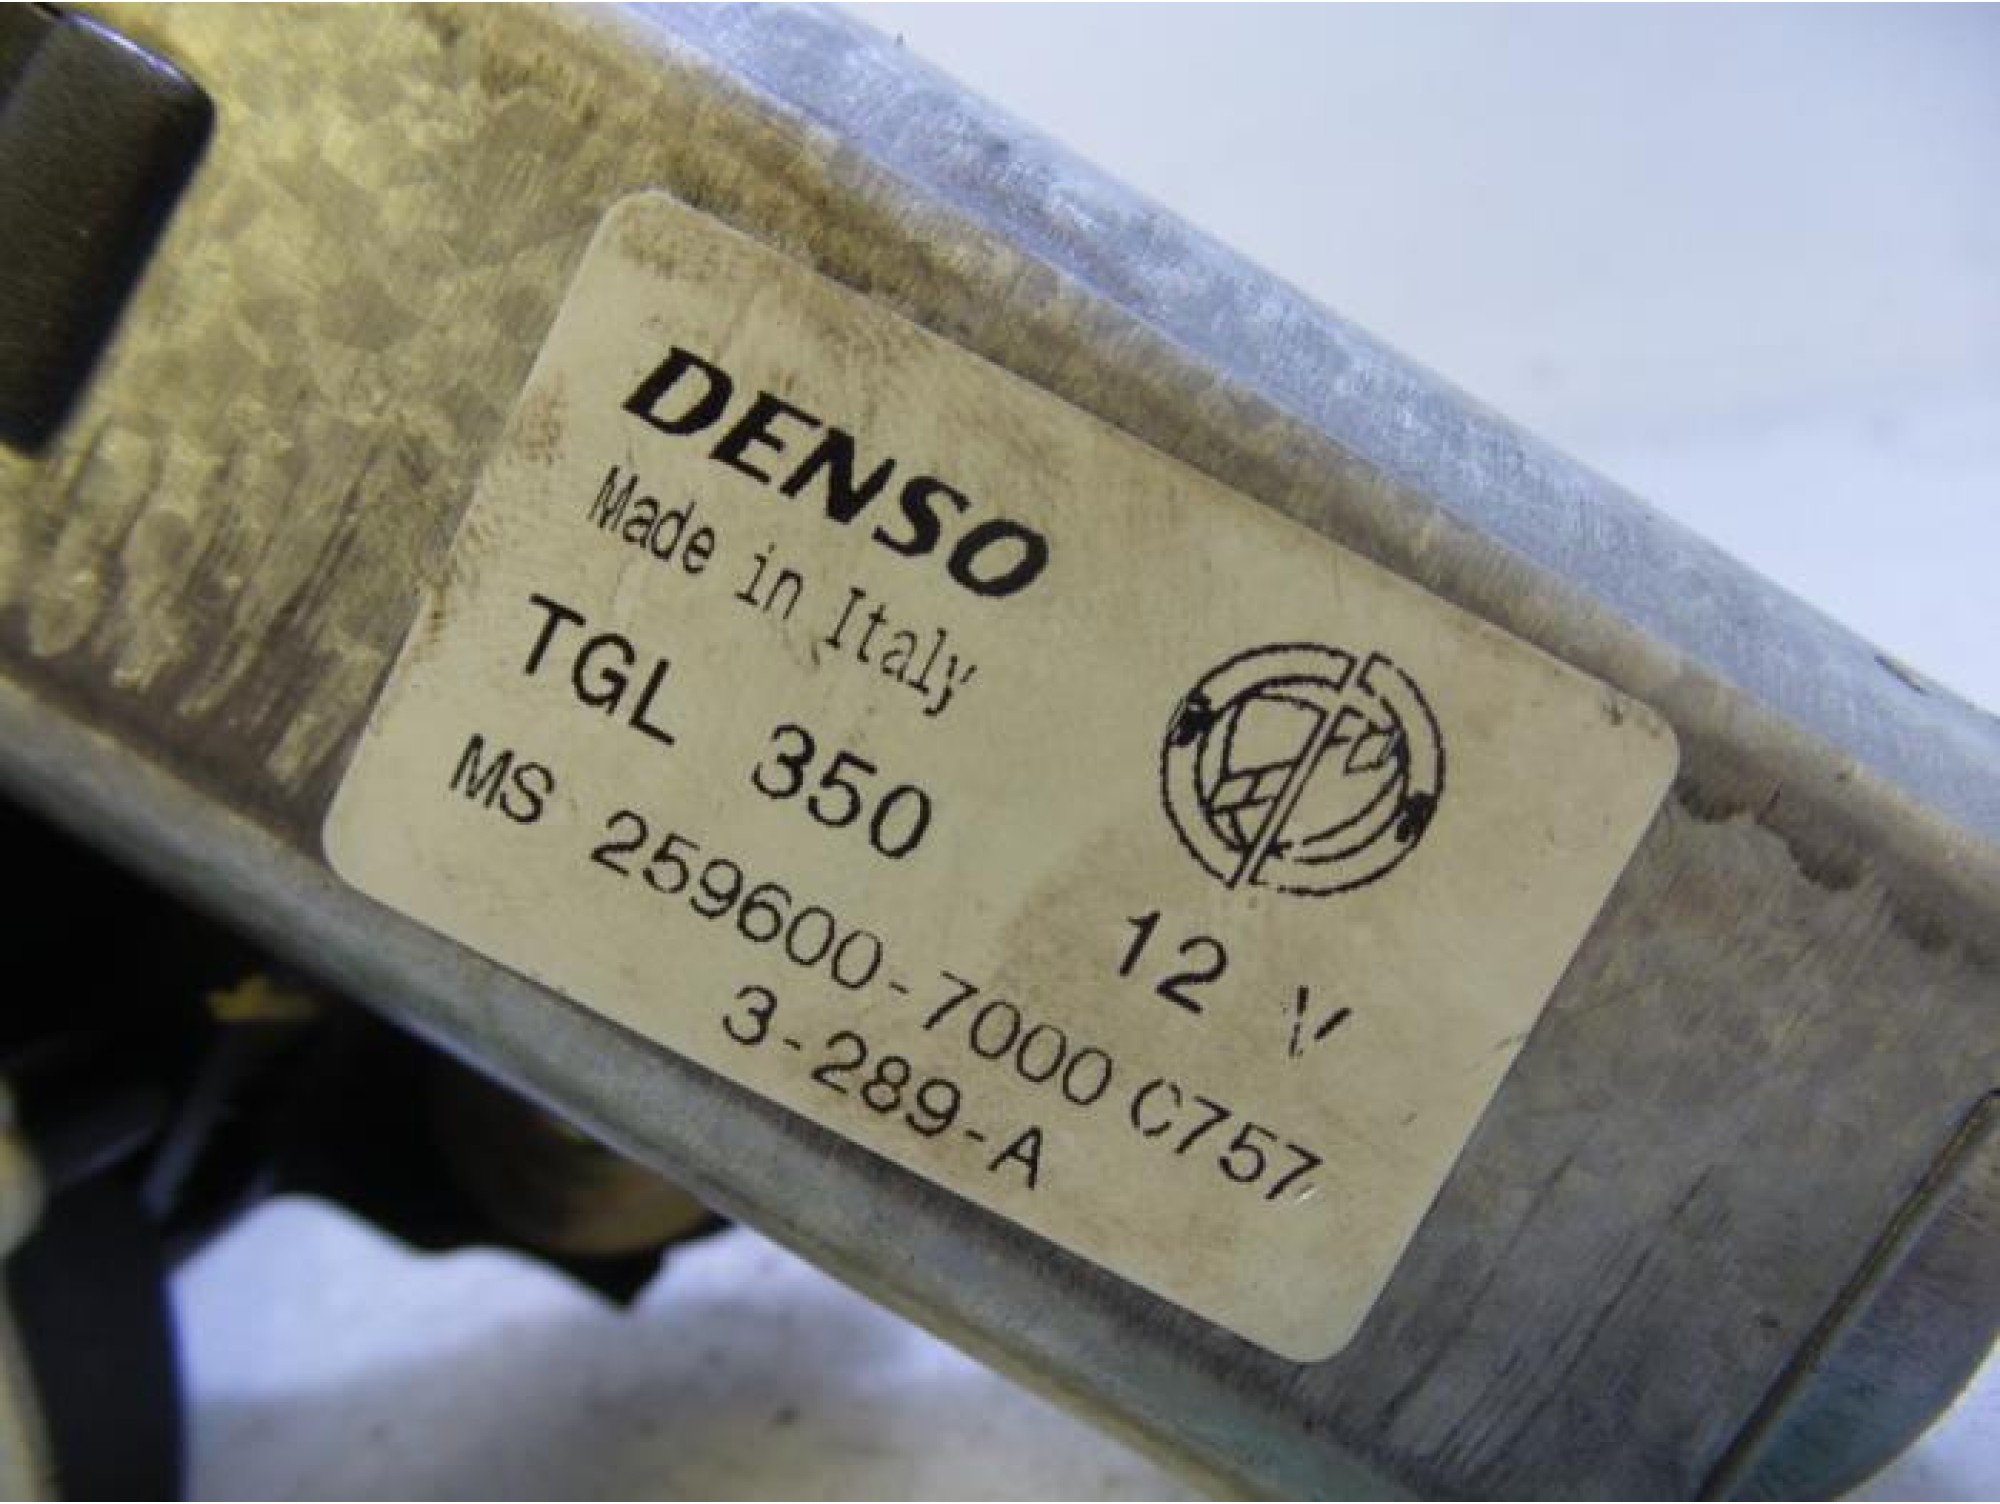 DENSO
Made in Italy
TGL 350
12 V
MS 259600-7000 C757
3-289-A